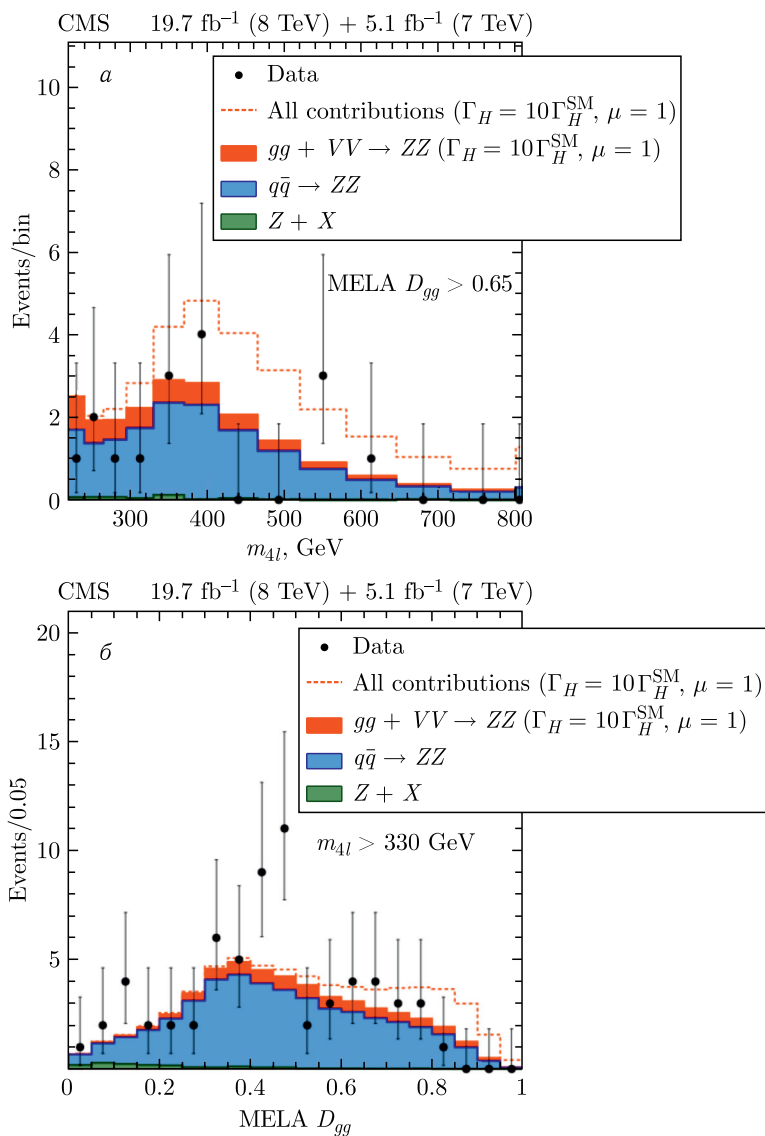 CMS 19.7 fb⁻¹ (8 TeV) + 5.1 fb⁻¹ (7 TeV)
а
Data
All contributions (Γ_H = 10Γ_H^SM, μ = 1)
gg + VV → ZZ (Γ_H = 10Γ_H^SM, μ = 1)
qq̄ → ZZ
Z + X
MELA D_gg > 0.65
Events/bin
10
8
6
4
2
0
300 400 500 600 700 800
m_4l, GeV
CMS 19.7 fb⁻¹ (8 TeV) + 5.1 fb⁻¹ (7 TeV)
б
Data
All contributions (Γ_H = 10Γ_H^SM, μ = 1)
gg + VV → ZZ (Γ_H = 10Γ_H^SM, μ = 1)
qq̄ → ZZ
Z + X
m_4l > 330 GeV
Events/0.05
20
15
10
5
0 0.2 0.4 0.6 0.8 1
MELA D_gg